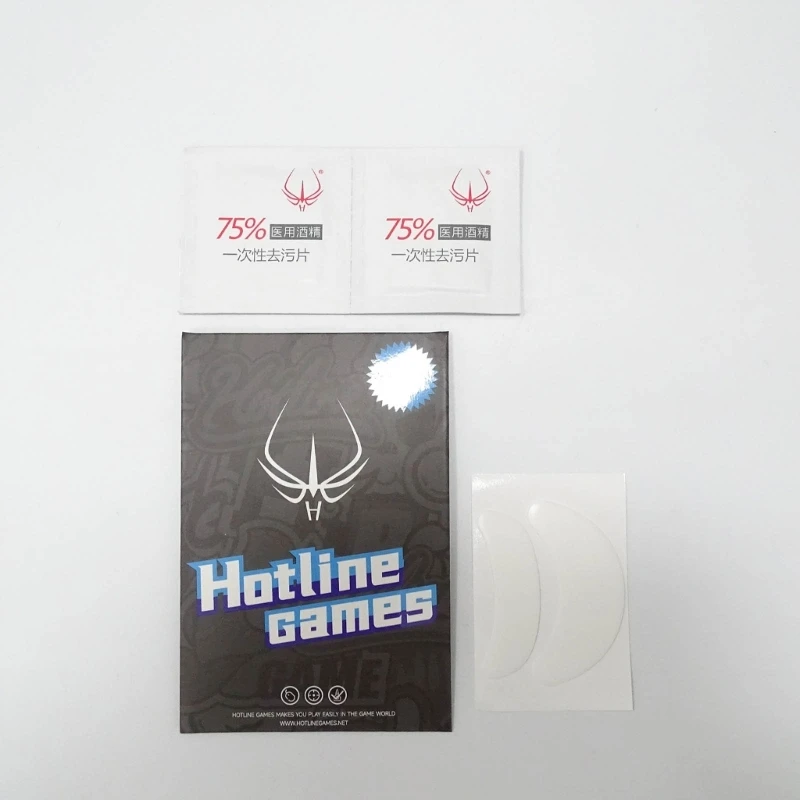 ®
®
75% 医用酒精
75% 医用酒精
一次性去污片
一次性去污片
H
Hotline
Games
HOTLINE GAMES MAKES YOU PLAY EASILY IN THE GAME WORLD
WWW.HOTLINEGAMES.NET